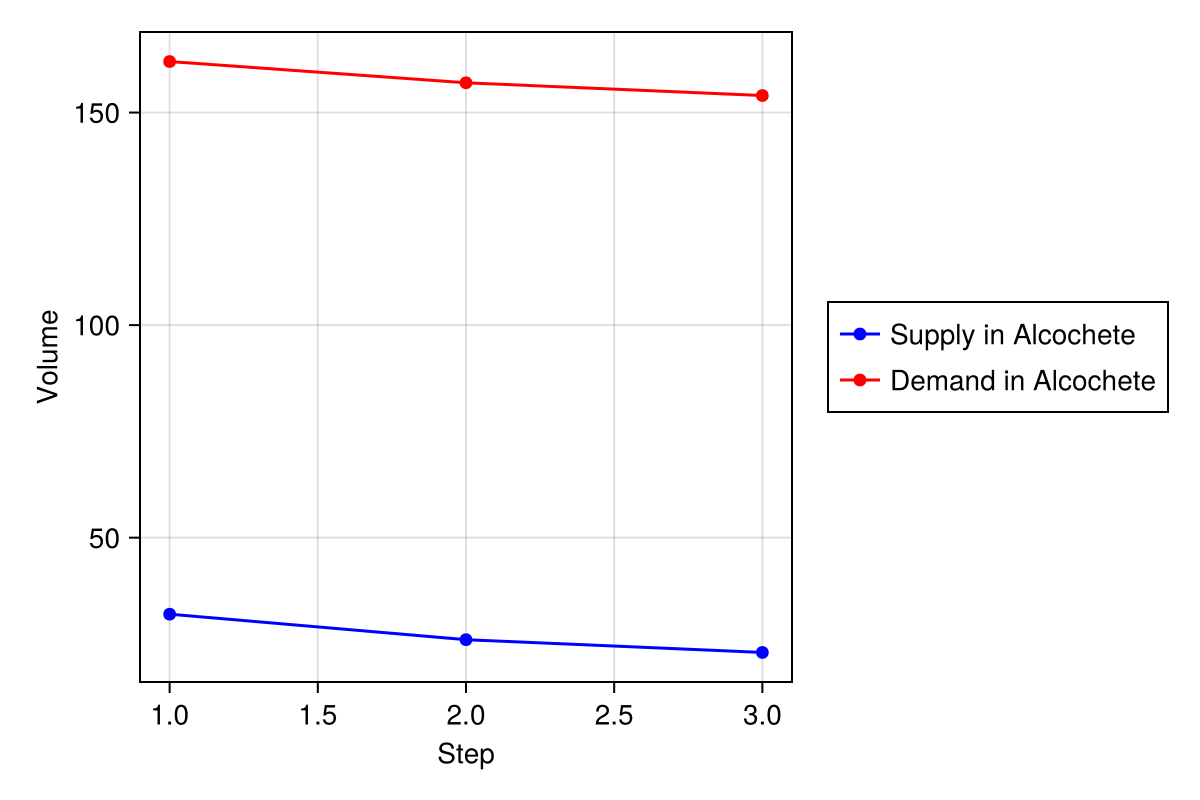 150
100
50
Volume
1.0 1.5 2.0 2.5 3.0
Step
Supply in Alcochete
Demand in Alcochete